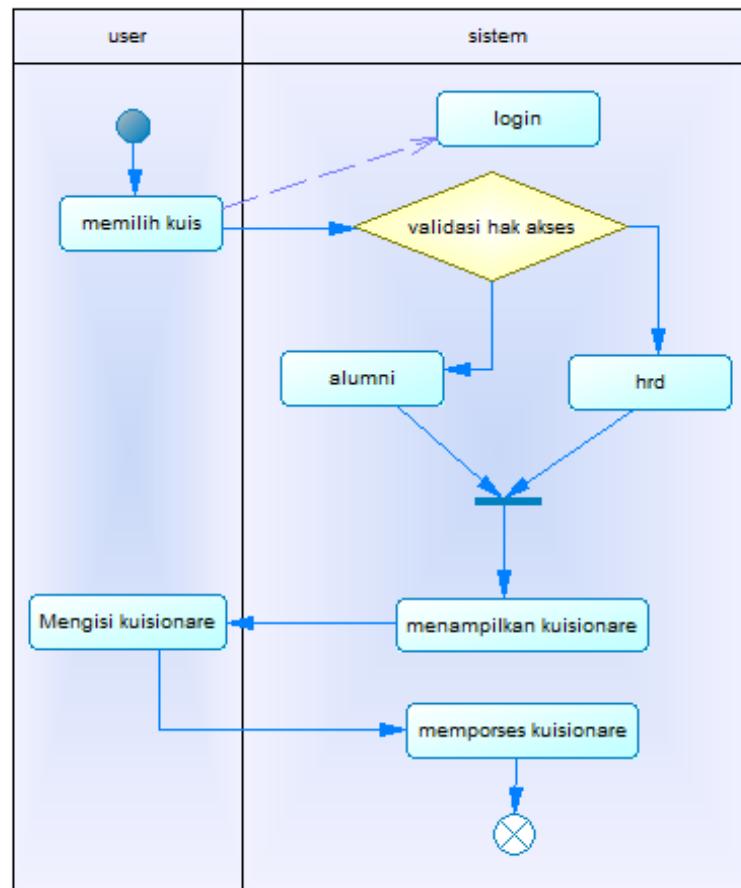 user
sistem
login
memilih kuis
validasi hak akses
alumni
hrd
Mengisi kuisionare
menampilkan kuisionare
memporses kuisionare